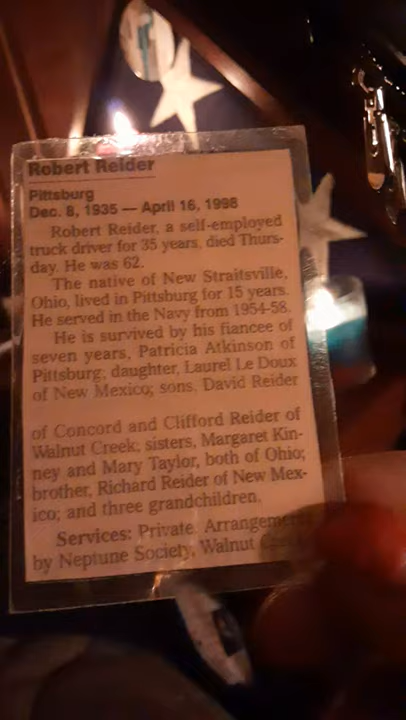 Robert Reider
Pittsburg
Dec. 8, 1935 — April 16, 1998
Robert Reider, a self-employed
truck driver for 35 years, died Thurs-
day. He was 62.
The native of New Straitsville,
Ohio, lived in Pittsburg for 15 years.
He served in the Navy from 1954-58.
He is survived by his fiancee of
seven years, Patricia Atkinson of
Pittsburg; daughter, Laurel Le Doux
of New Mexico; sons, David Reider
of Concord and Clifford Reider of
Walnut Creek; sisters, Margaret Kin-
ney and Mary Taylor, both of Ohio;
brother, Richard Reider of New Mex-
ico; and three grandchildren.
Services: Private. Arrangements
by Neptune Society, Walnut